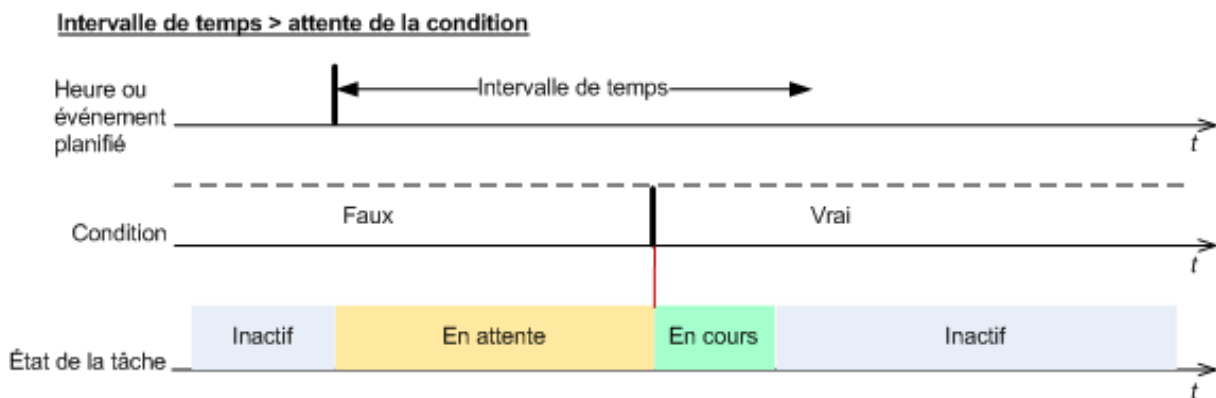 Intervalle de temps > attente de la condition
Heure ou
événement
planifié
Intervalle de temps
t
Condition
Faux
Vrai
t
État de la tâche
Inactif
En attente
En cours
Inactif
t